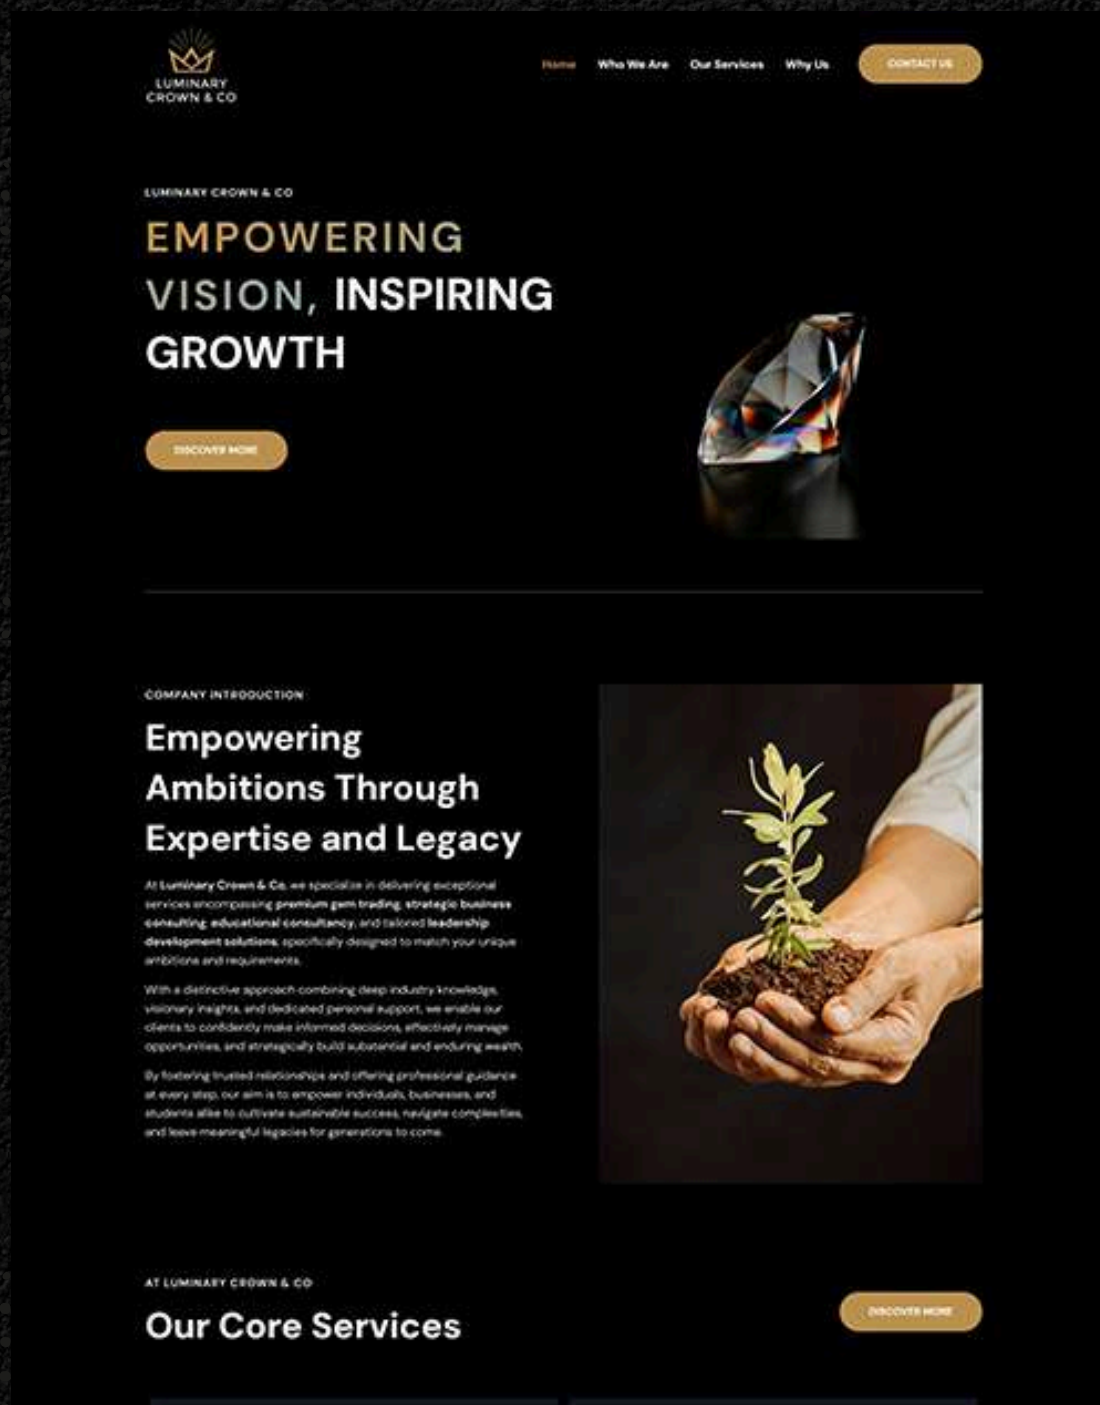 LUMINARY
CROWN & CO
Home Who We Are Our Services Why Us CONTACT US
LUMINARY CROWN & CO
EMPOWERING
VISION, INSPIRING
GROWTH
DISCOVER MORE
COMPANY INTRODUCTION
Empowering
Ambitions Through
Expertise and Legacy
At Luminary Crown & Co, we specialize in delivering exceptional
services encompassing premium gem trading, strategic business
consulting, educational consultancy, and tailored leadership
development solutions, specifically designed to match your unique
ambitions and requirements.
With a distinctive approach combining deep industry knowledge,
visionary insights, and dedicated personal support, we enable our
clients to confidently make informed decisions, effectively manage
opportunities, and strategically build substantial and enduring wealth.
By fostering trusted relationships and offering professional guidance
at every step, our aim is to empower individuals, businesses, and
students alike to cultivate sustainable success, navigate complexities,
and leave meaningful legacies for generations to come.
AT LUMINARY CROWN & CO
Our Core Services
DISCOVER MORE